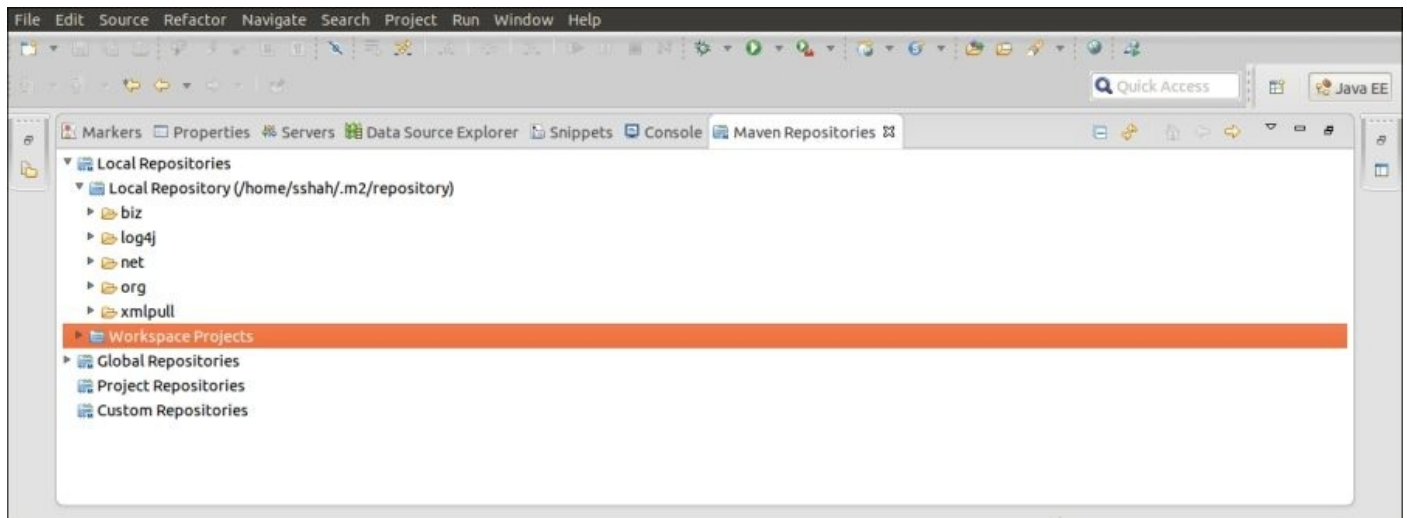 File Edit Source Refactor Navigate Search Project Run Window Help
Quick Access Java EE
Markers Properties Servers Data Source Explorer Snippets Console Maven Repositories
Local Repositories
Local Repository (/home/sshah/.m2/repository)
biz
log4j
net
org
xmlpull
Workspace Projects
Global Repositories
Project Repositories
Custom Repositories